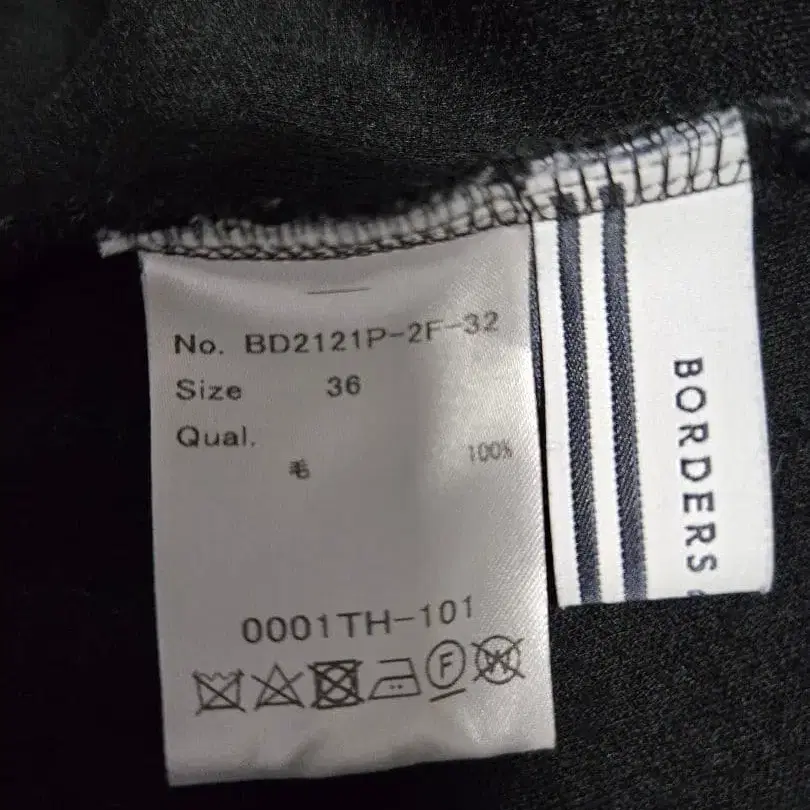 No. BD2121P-2F-32
Size 36
Qual.
毛 100%
0001TH-101
F
W
BORDERS